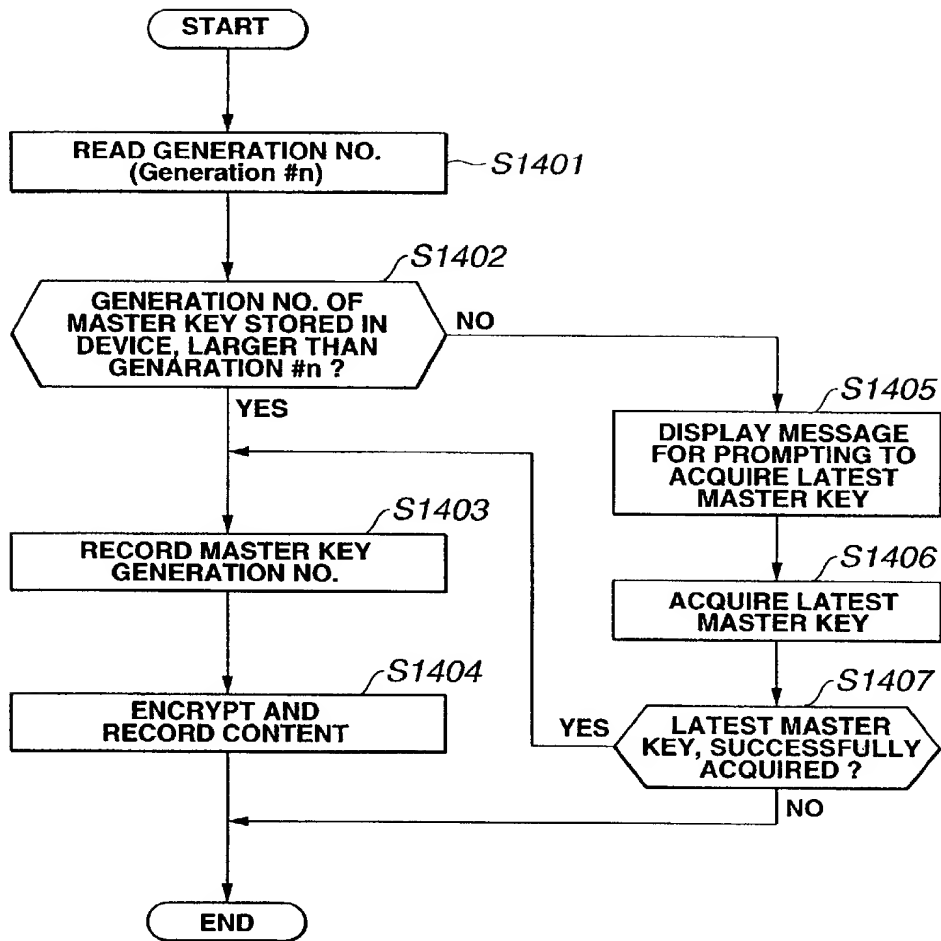 START
READ GENERATION NO.
(Generation #n)
S1401
S1402
GENERATION NO. OF
MASTER KEY STORED IN
DEVICE, LARGER THAN
GENARATION #n ?
NO
YES
S1403
RECORD MASTER KEY
GENERATION NO.
S1404
ENCRYPT AND
RECORD CONTENT
S1405
DISPLAY MESSAGE
FOR PROMPTING TO
ACQUIRE LATEST
MASTER KEY
S1406
ACQUIRE LATEST
MASTER KEY
S1407
LATEST MASTER
KEY, SUCCESSFULLY
ACQUIRED ?
YES
NO
END